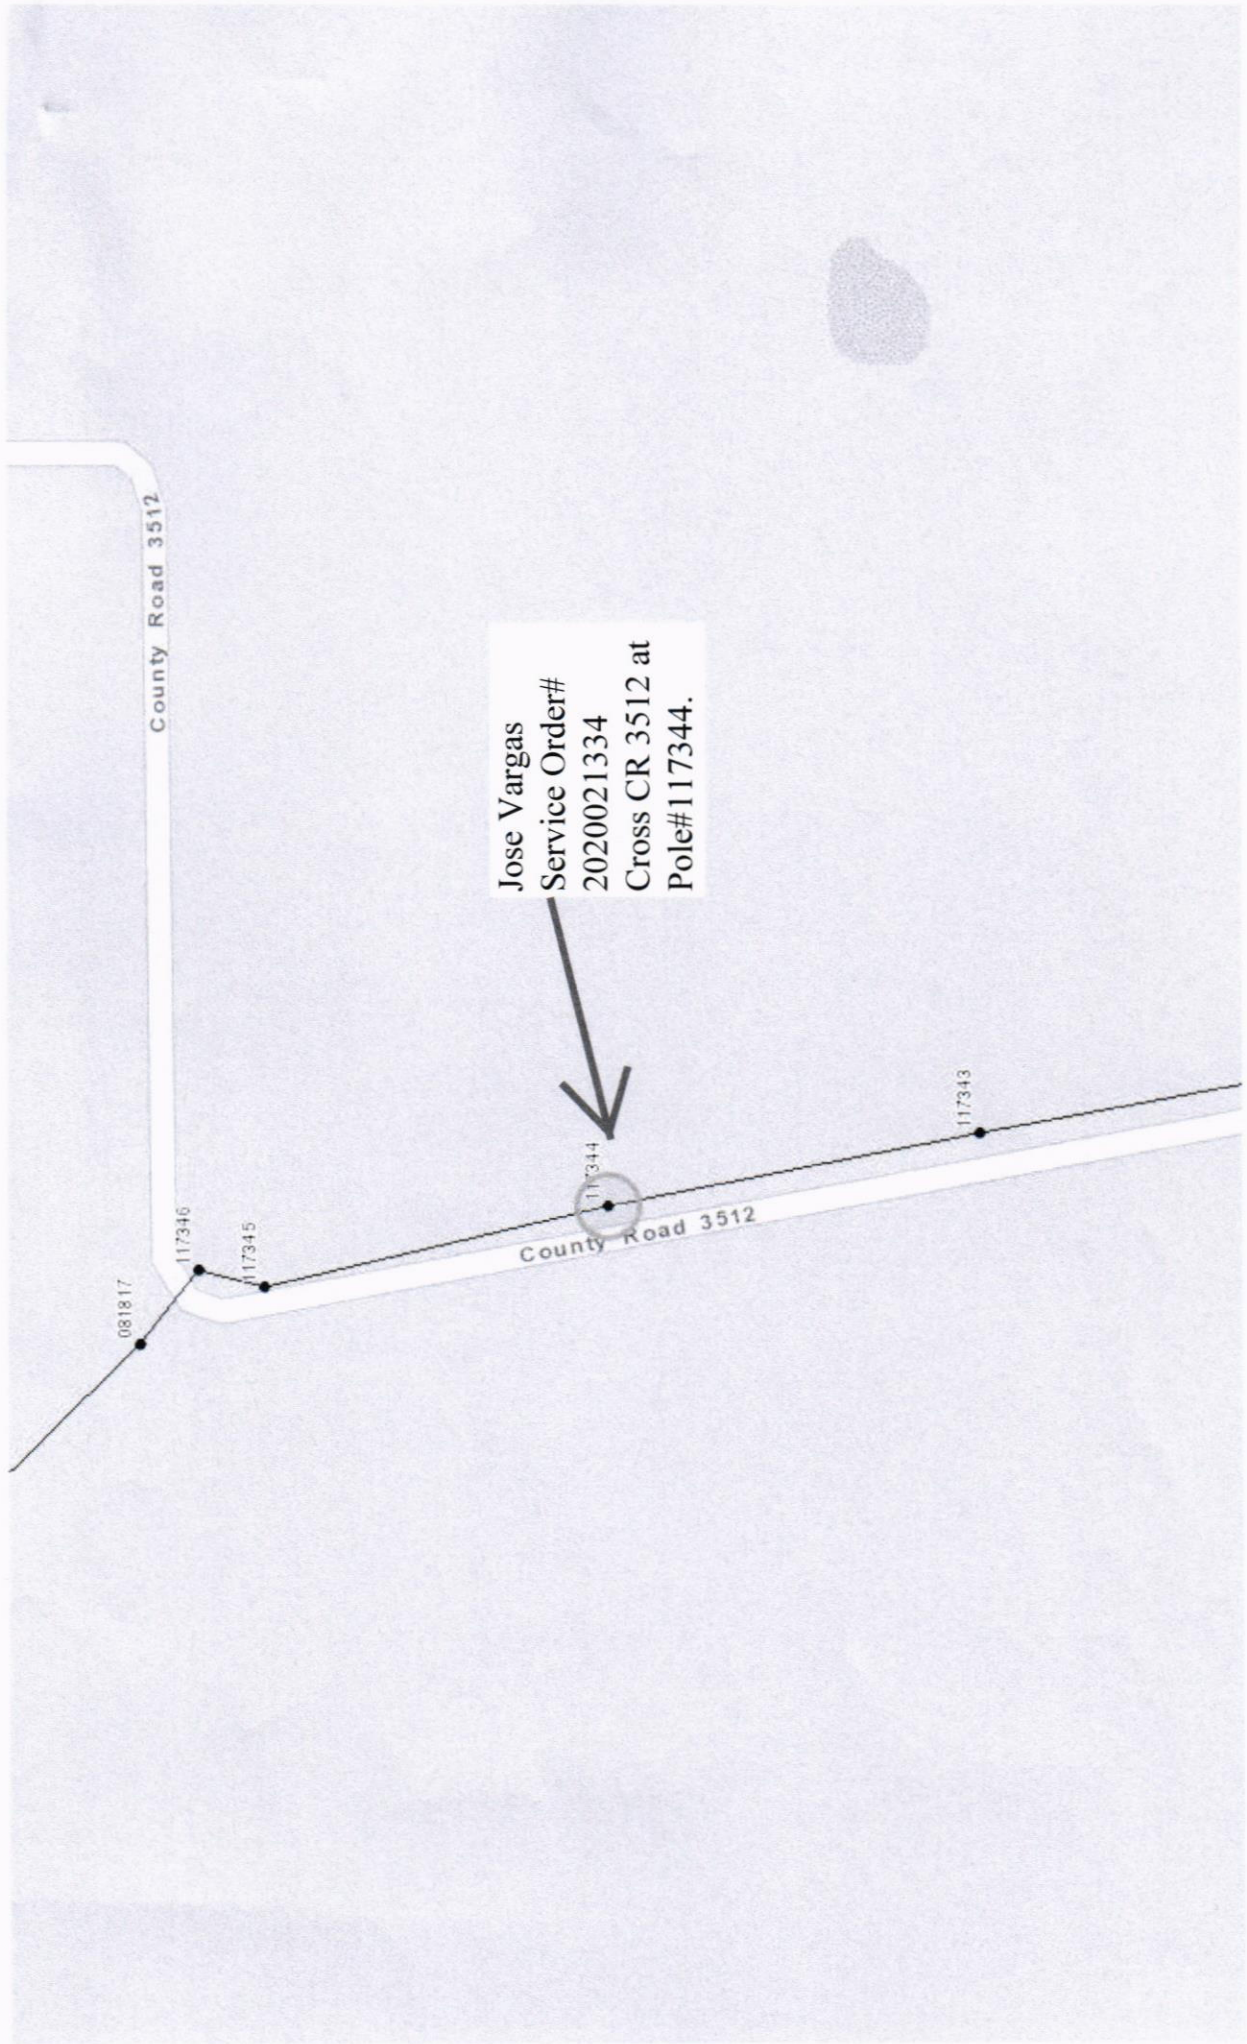 County Road 3512
Jose Vargas
Service Order#
2020021334
Cross CR 3512 at
Pole#117344.
081817
117346
117345
117344
117343
County Road 3512